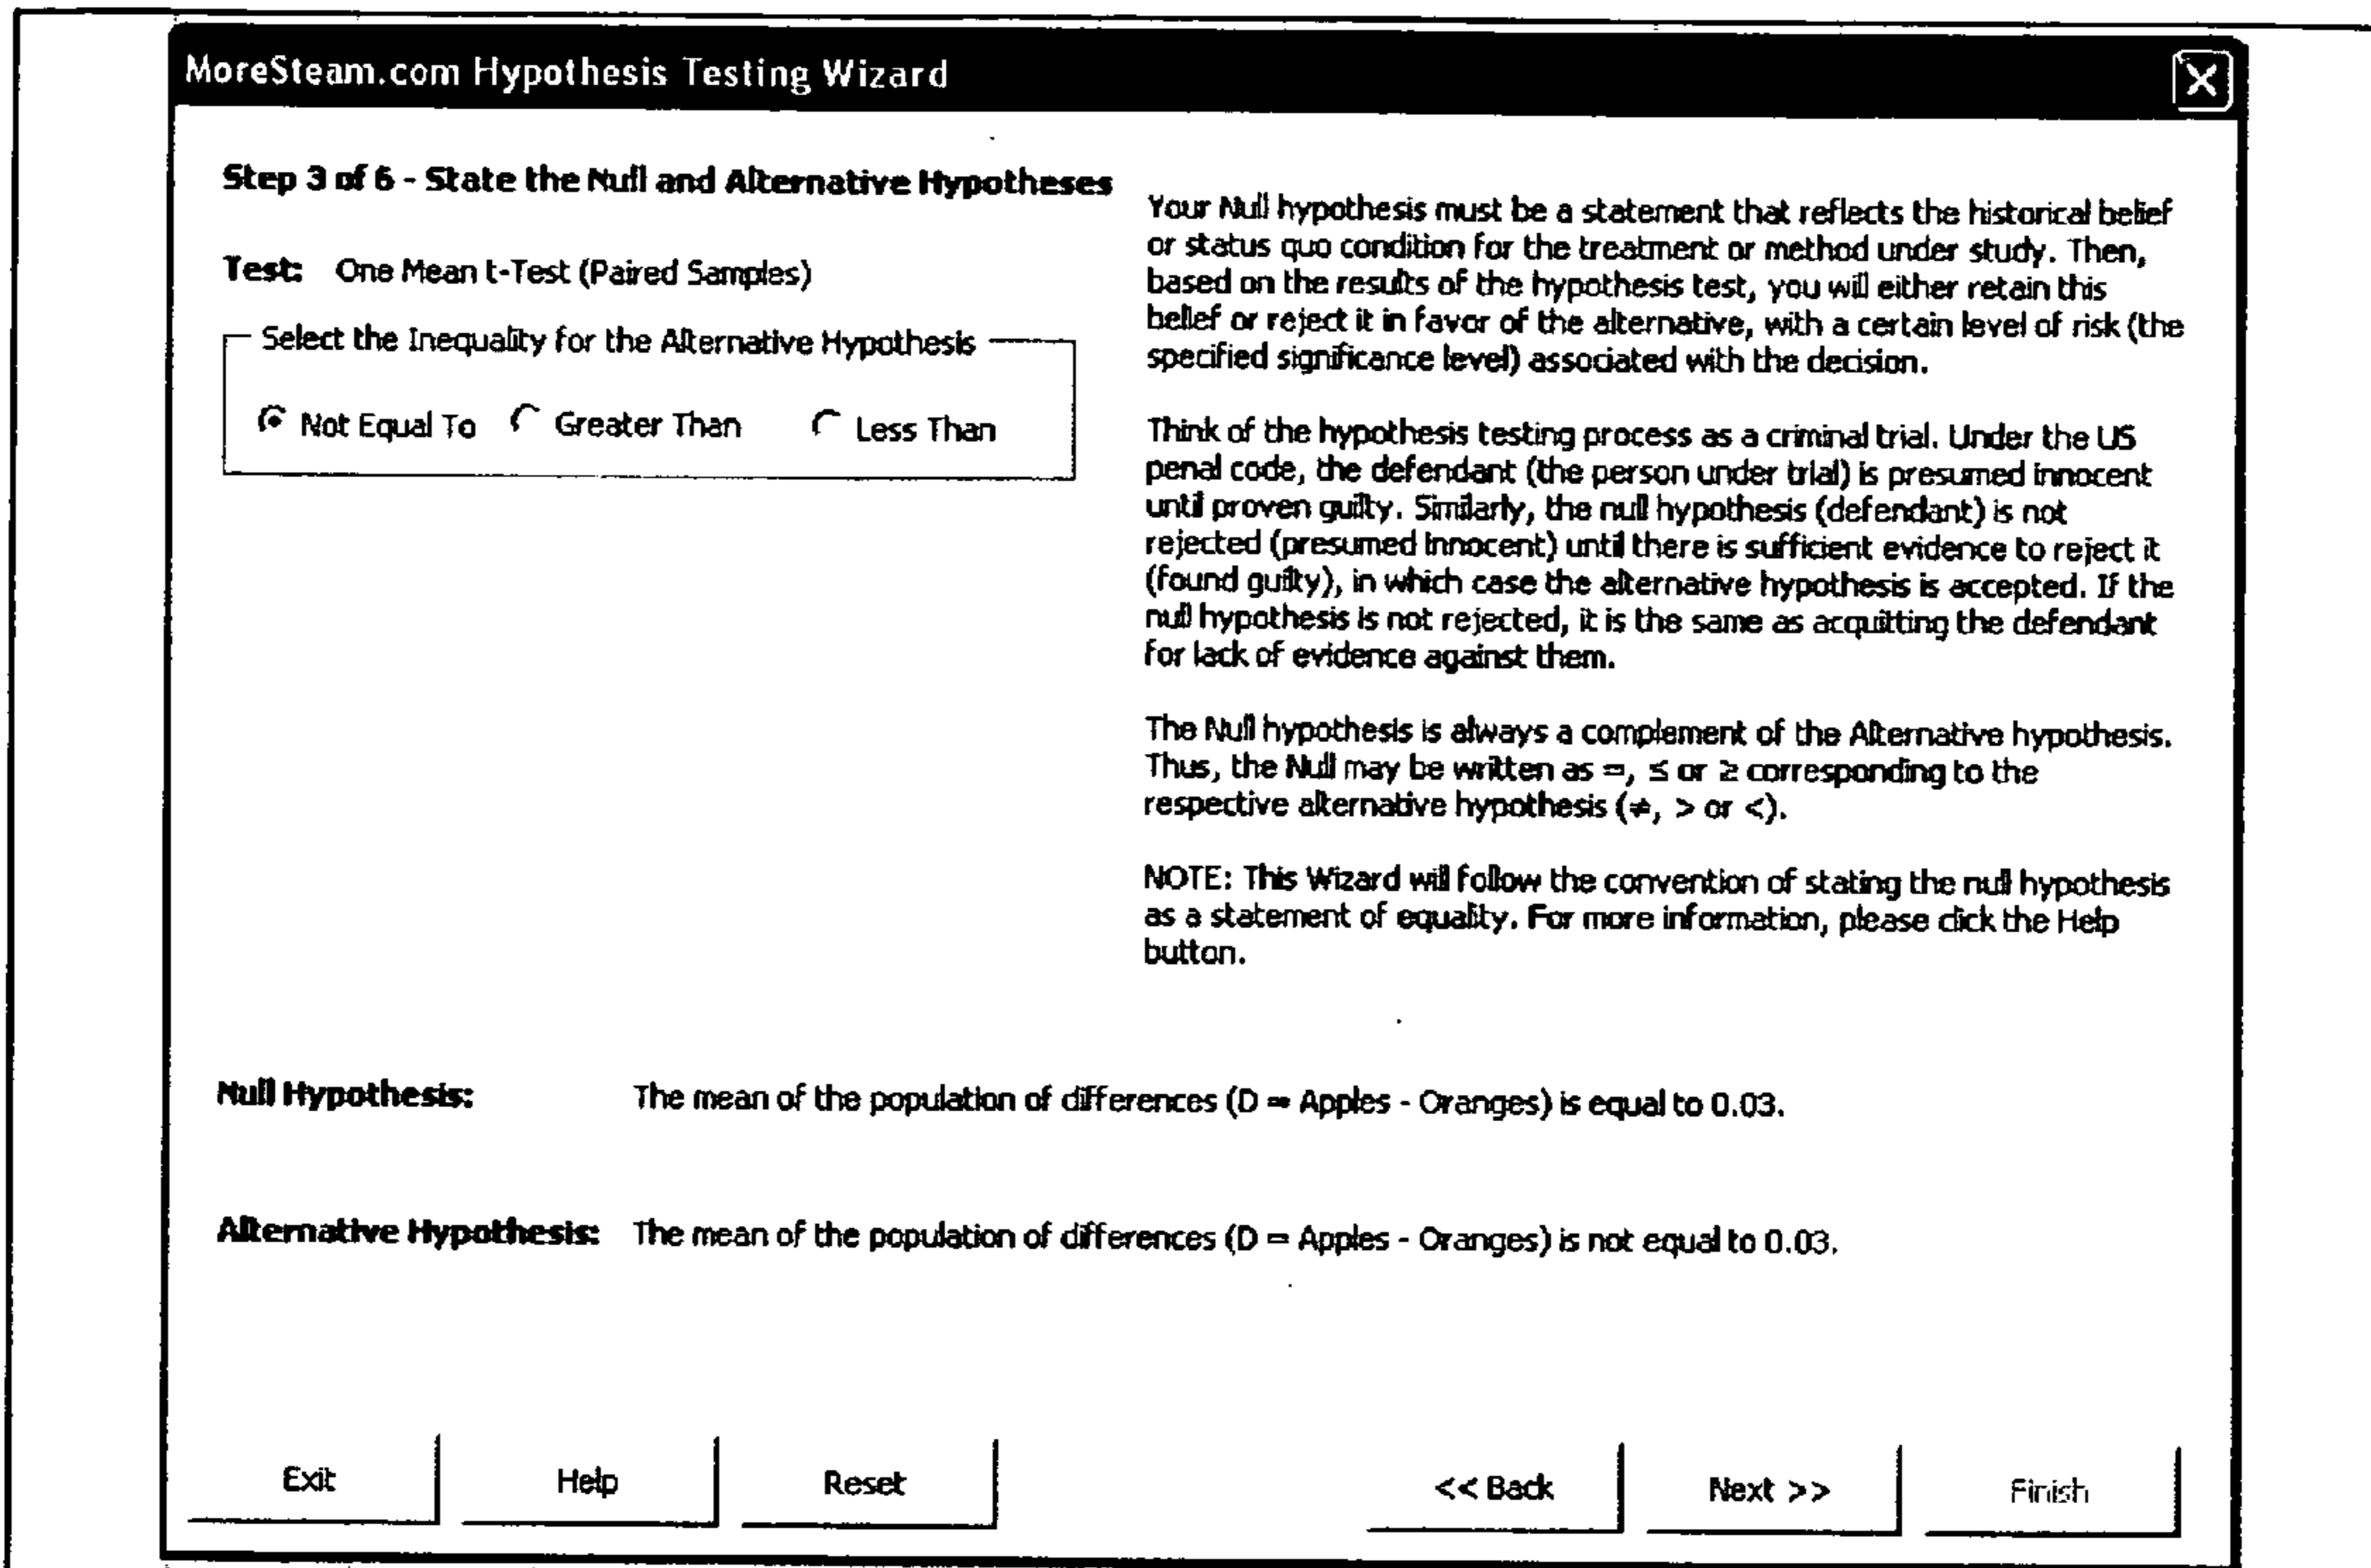 MoreSteam.com Hypothesis Testing Wizard
Step 3 of 6 - State the Null and Alternative Hypotheses
Test: One Mean t-Test (Paired Samples)
Select the Inequality for the Alternative Hypothesis
Not Equal To Greater Than Less Than
Your Null hypothesis must be a statement that reflects the historical belief
or status quo condition for the treatment or method under study. Then,
based on the results of the hypothesis test, you will either retain this
belief or reject it in favor of the alternative, with a certain level of risk (the
specified significance level) associated with the decision.
Think of the hypothesis testing process as a criminal trial. Under the US
penal code, the defendant (the person under trial) is presumed innocent
until proven guilty. Similarly, the null hypothesis (defendant) is not
rejected (presumed innocent) until there is sufficient evidence to reject it
(found guilty), in which case the alternative hypothesis is accepted. If the
null hypothesis is not rejected, it is the same as acquitting the defendant
for lack of evidence against them.
The Null hypothesis is always a complement of the Alternative hypothesis.
Thus, the Null may be written as =, ≤ or ≥ corresponding to the
respective alternative hypothesis (≠, > or <).
NOTE: This Wizard will follow the convention of stating the null hypothesis
as a statement of equality. For more information, please click the Help
button.
Null Hypothesis: The mean of the population of differences (D = Apples - Oranges) is equal to 0.03.
Alternative Hypothesis: The mean of the population of differences (D = Apples - Oranges) is not equal to 0.03.
Exit Help Reset << Back Next >> Finish